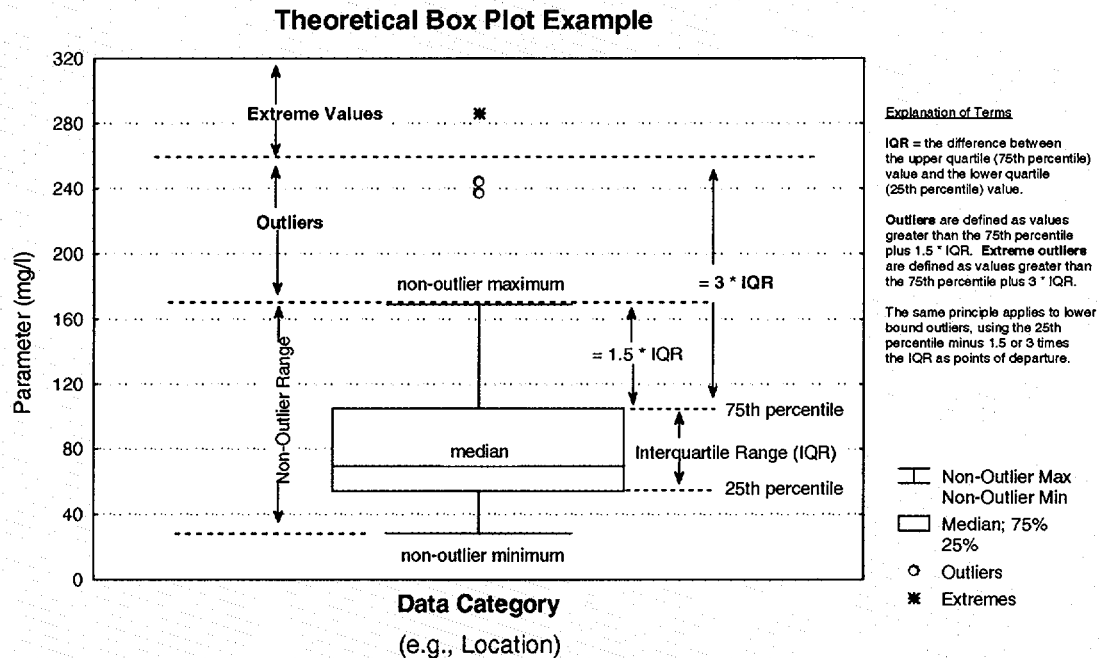 Theoretical Box Plot Example
Parameter (mg/l)
320
280
240
200
160
120
80
40
0
Extreme Values
Outliers
Non-Outlier Range
non-outlier maximum
= 3 * IQR
= 1.5 * IQR
75th percentile
median
Interquartile Range (IQR)
25th percentile
non-outlier minimum
Data Category
(e.g., Location)
Explanation of Terms
IQR = the difference between
the upper quartile (75th percentile)
value and the lower quartile
(25th percentile) value.
Outliers are defined as values
greater than the 75th percentile
plus 1.5 * IQR. Extreme outliers
are defined as values greater than
the 75th percentile plus 3 * IQR.
The same principle applies to lower
bound outliers, using the 25th
percentile minus 1.5 or 3 times
the IQR as points of departure.
Non-Outlier Max
Non-Outlier Min
Median; 75%
25%
Outliers
Extremes